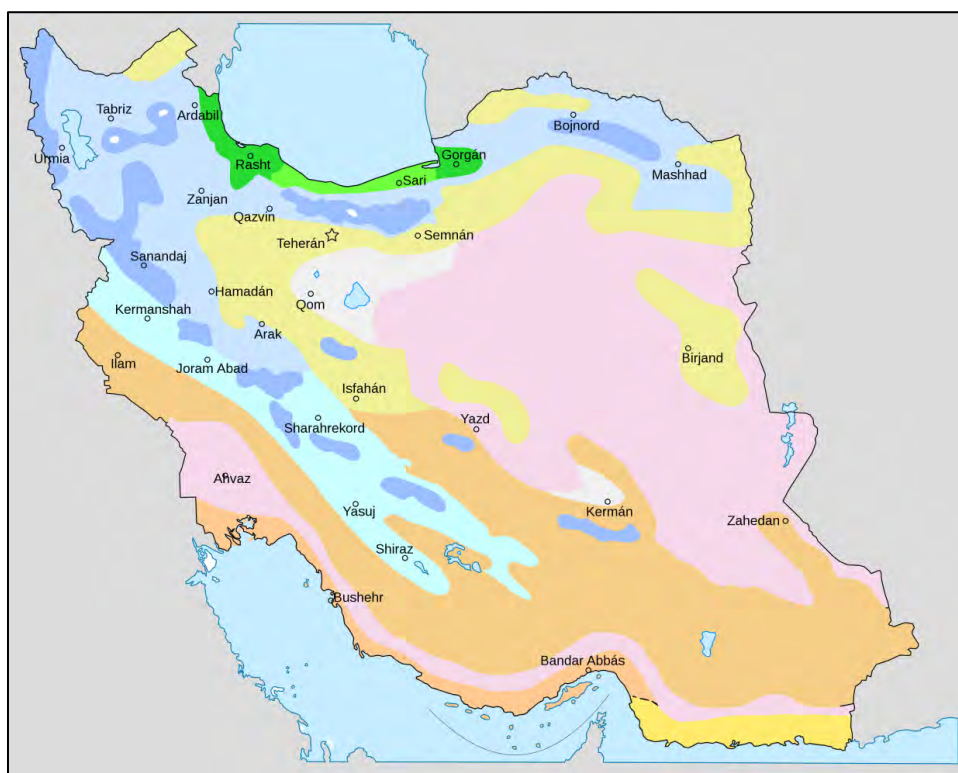 Tabriz
Ardabil
Bojnord
Urmia
Rasht
Gorgán
Mashhad
Sari
Zanjan
Qazvin
Teherán
Semnán
Sanandaj
Hamadán
Qom
Kermanshah
Arak
Ilam
Joram Abad
Birjand
Isfahán
Sharahrekord
Yazd
Ahvaz
Yasuj
Kermán
Zahedan
Shiraz
Bushehr
Bandar Abbás